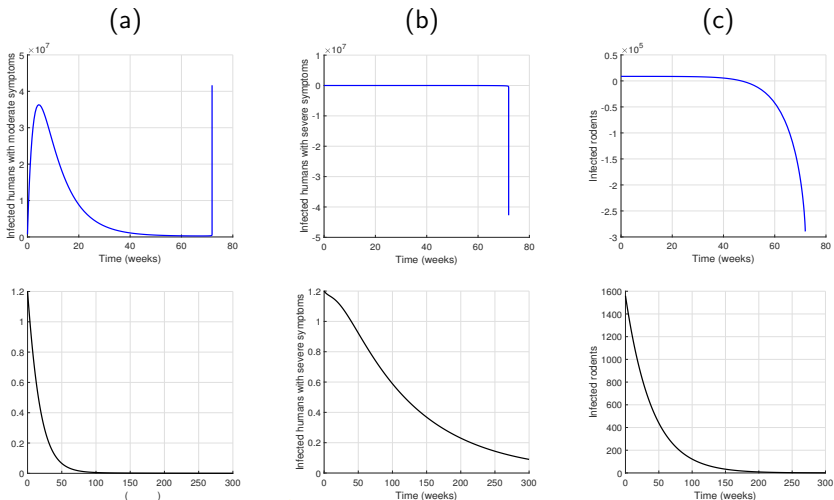 (a)
(b)
(c)
×10^7
5
4
3
2
1
0
0 20 40 60 80
Infected humans with moderate symptoms
Time (weeks)
×10^7
1
0
-1
-2
-3
-4
-5
0 20 40 60 80
Infected humans with severe symptoms
Time (weeks)
×10^5
0.5
0
-0.5
-1
-1.5
-2
-2.5
-3
0 20 40 60 80
Infected rodents
Time (weeks)
1.2
1
0.8
0.6
0.4
0.2
0
0 50 100 150 200 250 300
( )
1.2
1
0.8
0.6
0.4
0.2
0
0 50 100 150 200 250 300
Infected humans with severe symptoms
Time (weeks)
1600
1400
1200
1000
800
600
400
200
0
0 50 100 150 200 250 300
Infected rodents
Time (weeks)